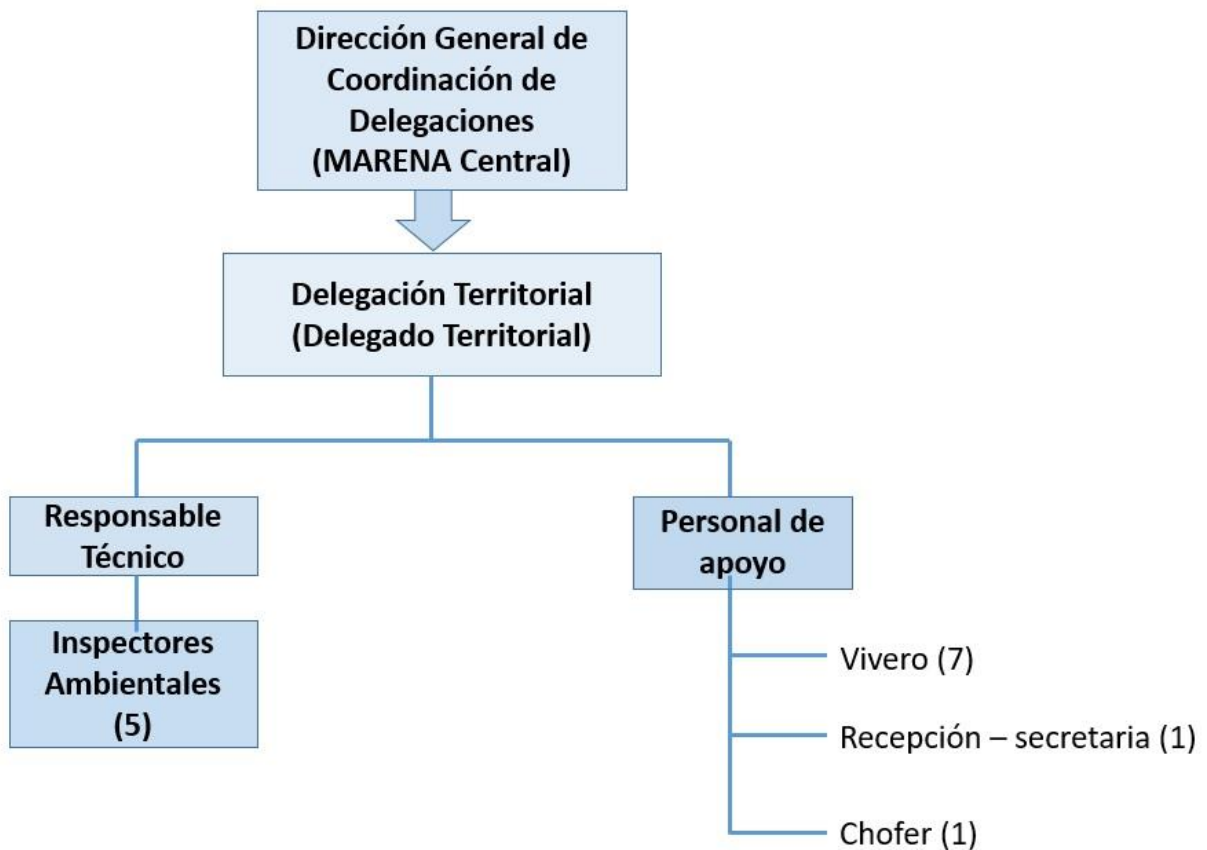 Dirección General de
Coordinación de
Delegaciones
(MARENA Central)
Delegación Territorial
(Delegado Territorial)
Responsable
Técnico
Inspectores
Ambientales
(5)
Personal de
apoyo
Vivero (7)
Recepción – secretaria (1)
Chofer (1)